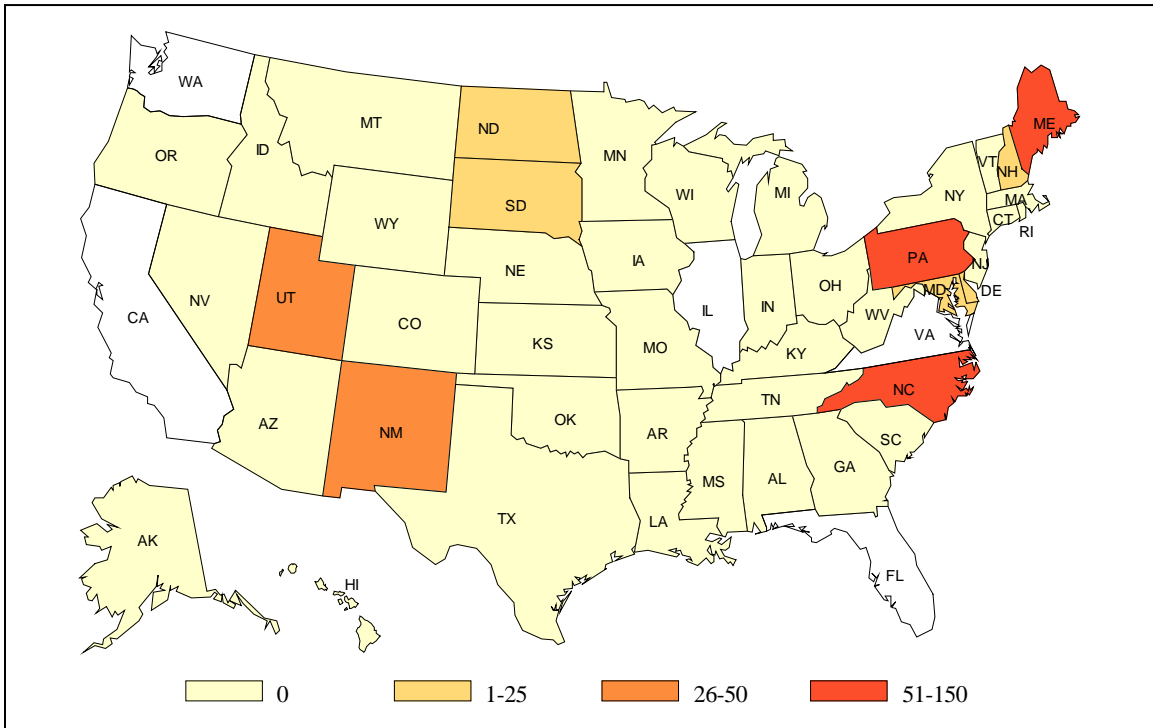 WA
MT
ND
ME
OR
ID
MN
VT
NH
WI
MI
NY
MA
SD
WY
CT
RI
PA
NE
IA
NJ
UT
NV
OH
MD
DE
CA
CO
IL
IN
WV
VA
KS
MO
KY
NC
TN
AZ
NM
OK
AR
SC
MS
AL
GA
TX
LA
AK
HI
FL
0
1-25
26-50
51-150